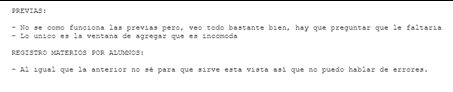 PREVIAS:
- No se como funciona las previas pero, veo todo bastante bien, hay que preguntar que le faltaria
- Lo unico es la ventana de agregar que es incomoda
REGISTRO MATERIOS POR ALUMNOS:
- Al igual que la anterior no sé para que sirve esta vista así que no puedo hablar de errores.